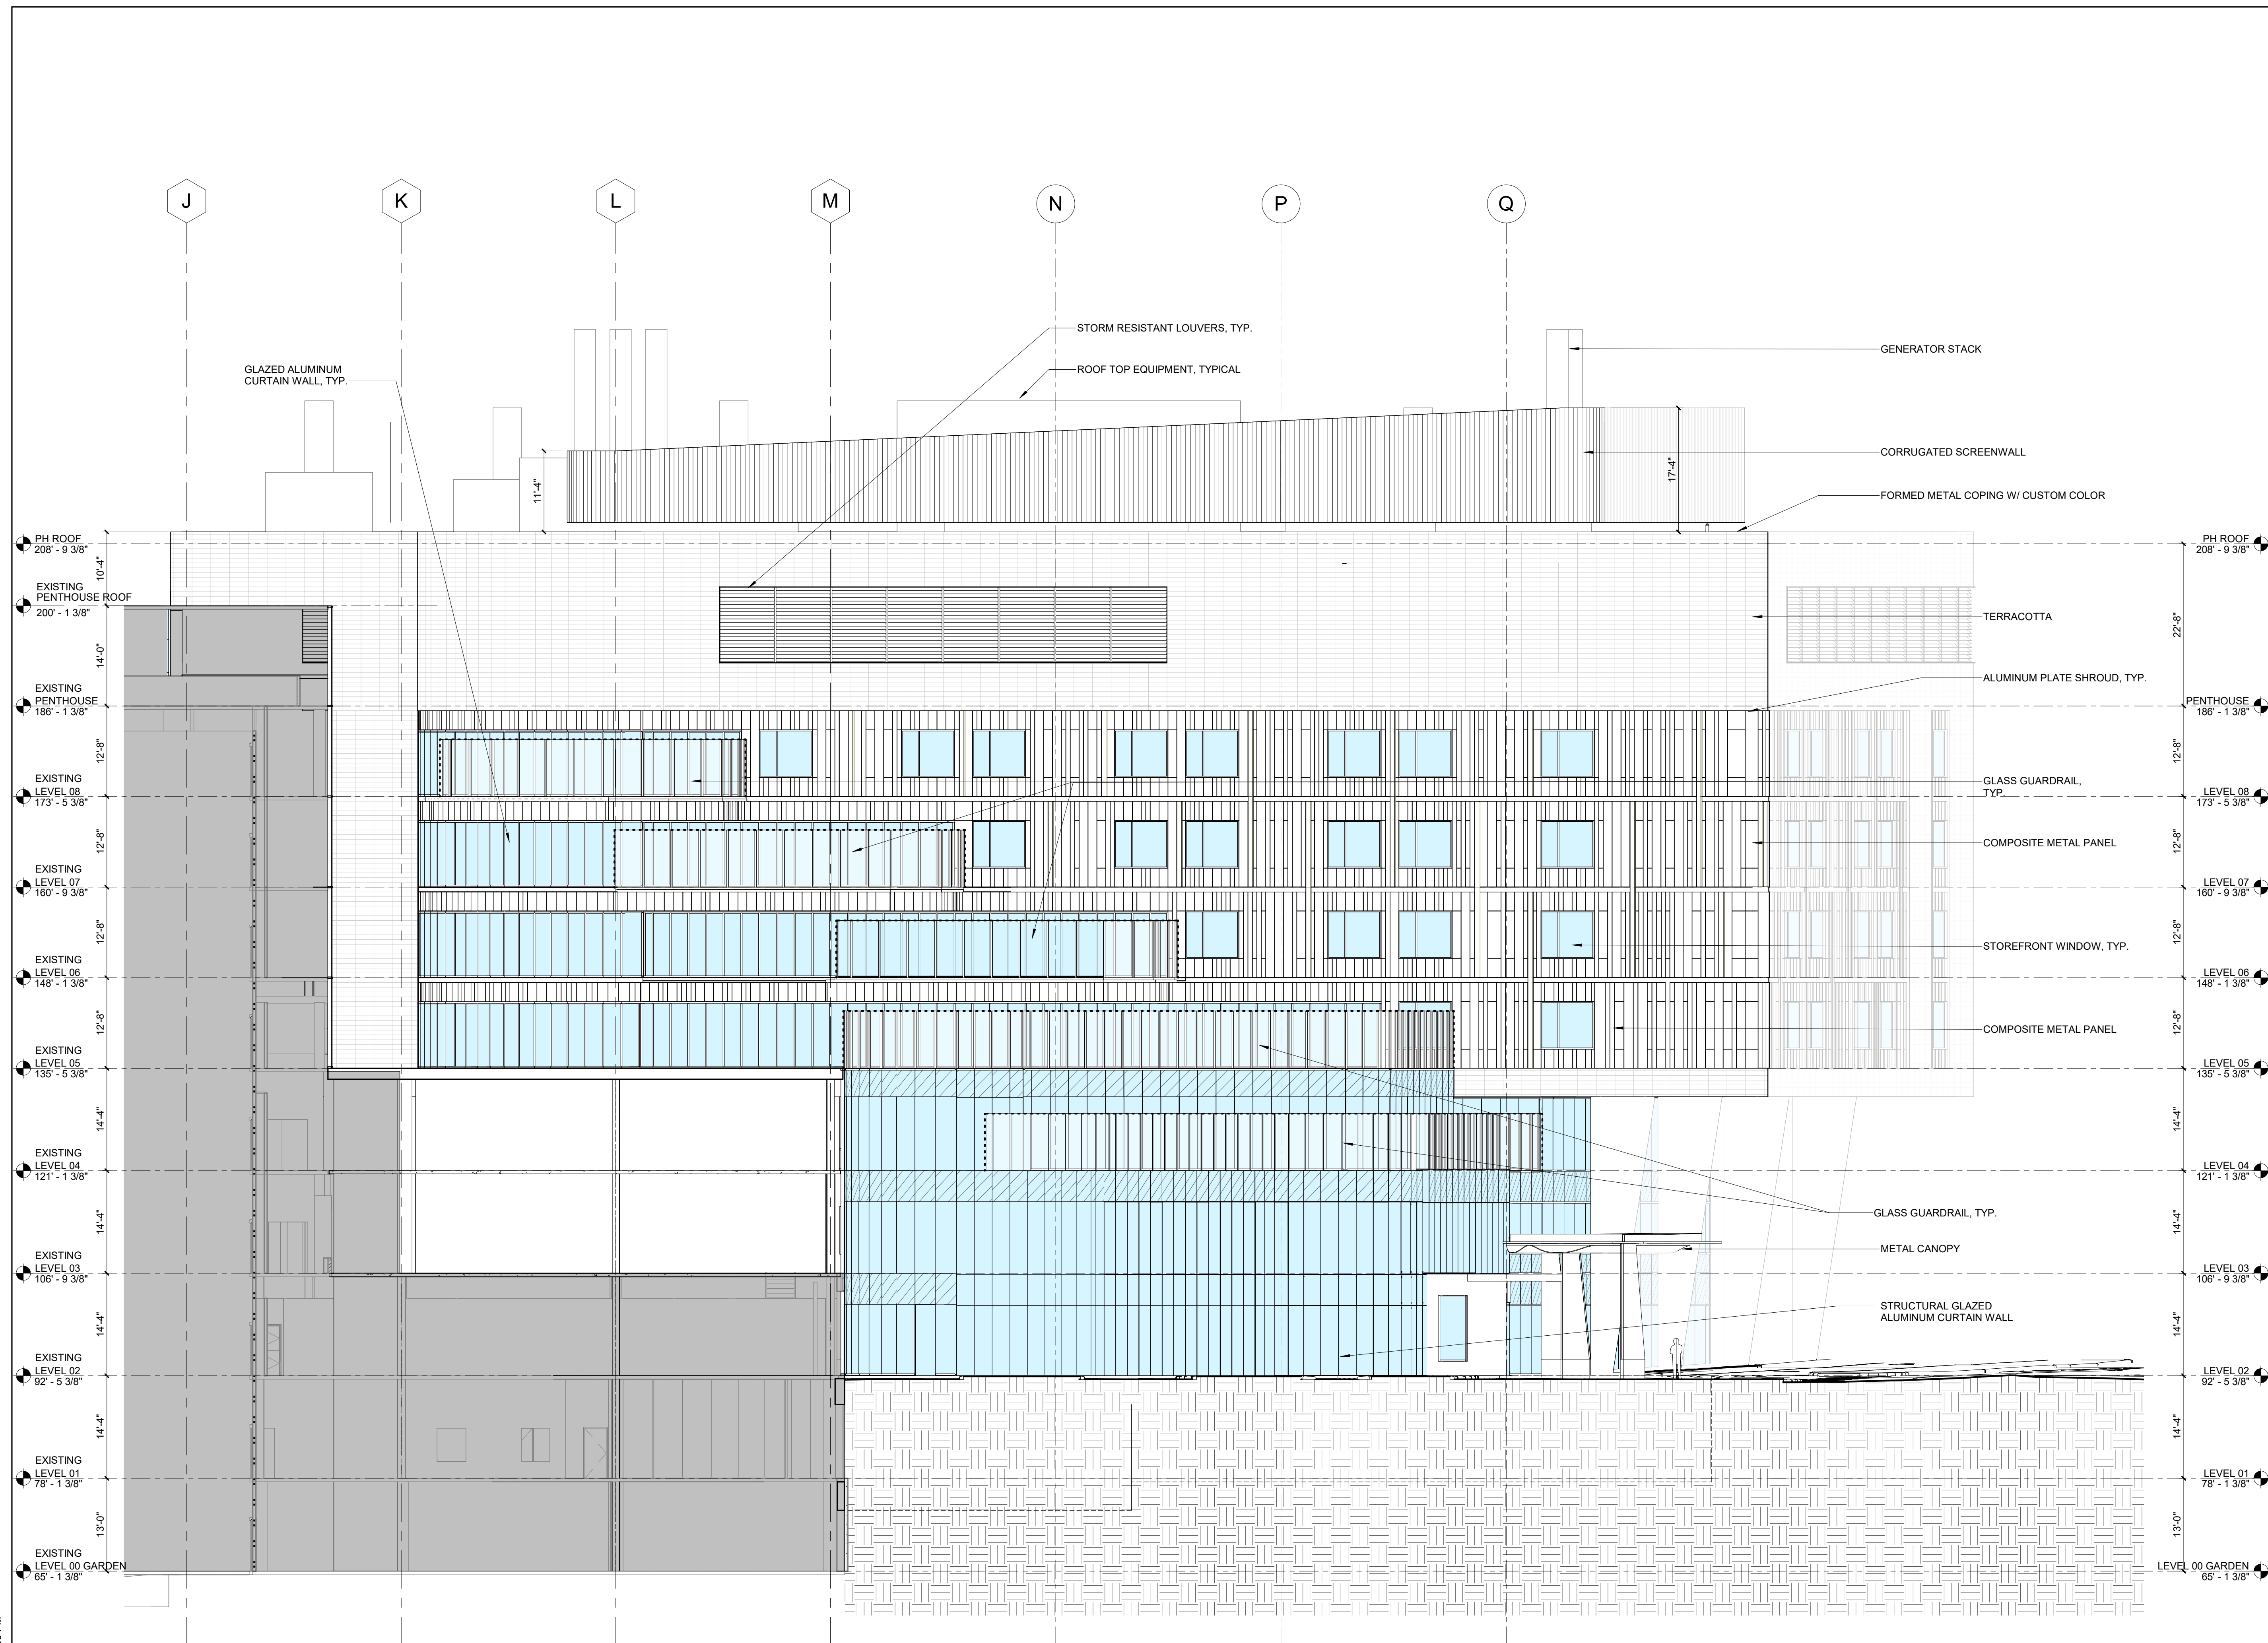 J
K
L
M
N
P
Q
STORM RESISTANT LOUVERS, TYP.
GENERATOR STACK
GLAZED ALUMINUM
CURTAIN WALL, TYP.
ROOF TOP EQUIPMENT, TYPICAL
CORRUGATED SCREENWALL
11'-4"
17'-4"
FORMED METAL COPING W/ CUSTOM COLOR
PH ROOF
208' - 9 3/8"
10'-4"
EXISTING
PENTHOUSE ROOF
200' - 1 3/8"
14'-0"
EXISTING
PENTHOUSE
186' - 1 3/8"
12'-8"
EXISTING
LEVEL 08
173' - 5 3/8"
12'-8"
EXISTING
LEVEL 07
160' - 9 3/8"
12'-8"
EXISTING
LEVEL 06
148' - 1 3/8"
12'-8"
EXISTING
LEVEL 05
135' - 5 3/8"
14'-4"
EXISTING
LEVEL 04
121' - 1 3/8"
14'-4"
EXISTING
LEVEL 03
106' - 9 3/8"
14'-4"
EXISTING
LEVEL 02
92' - 5 3/8"
14'-4"
EXISTING
LEVEL 01
78' - 1 3/8"
13'-0"
EXISTING
LEVEL 00 GARDEN
65' - 1 3/8"
TERRACOTTA
ALUMINUM PLATE SHROUD, TYP.
GLASS GUARDRAIL,
TYP.
COMPOSITE METAL PANEL
STOREFRONT WINDOW, TYP.
COMPOSITE METAL PANEL
GLASS GUARDRAIL, TYP.
METAL CANOPY
STRUCTURAL GLAZED
ALUMINUM CURTAIN WALL
PH ROOF
208' - 9 3/8"
22'-8"
PENTHOUSE
186' - 1 3/8"
12'-8"
LEVEL 08
173' - 5 3/8"
12'-8"
LEVEL 07
160' - 9 3/8"
12'-8"
LEVEL 06
148' - 1 3/8"
12'-8"
LEVEL 05
135' - 5 3/8"
14'-4"
LEVEL 04
121' - 1 3/8"
14'-4"
LEVEL 03
106' - 9 3/8"
14'-4"
LEVEL 02
92' - 5 3/8"
14'-4"
LEVEL 01
78' - 1 3/8"
13'-0"
LEVEL 00 GARDEN
65' - 1 3/8"